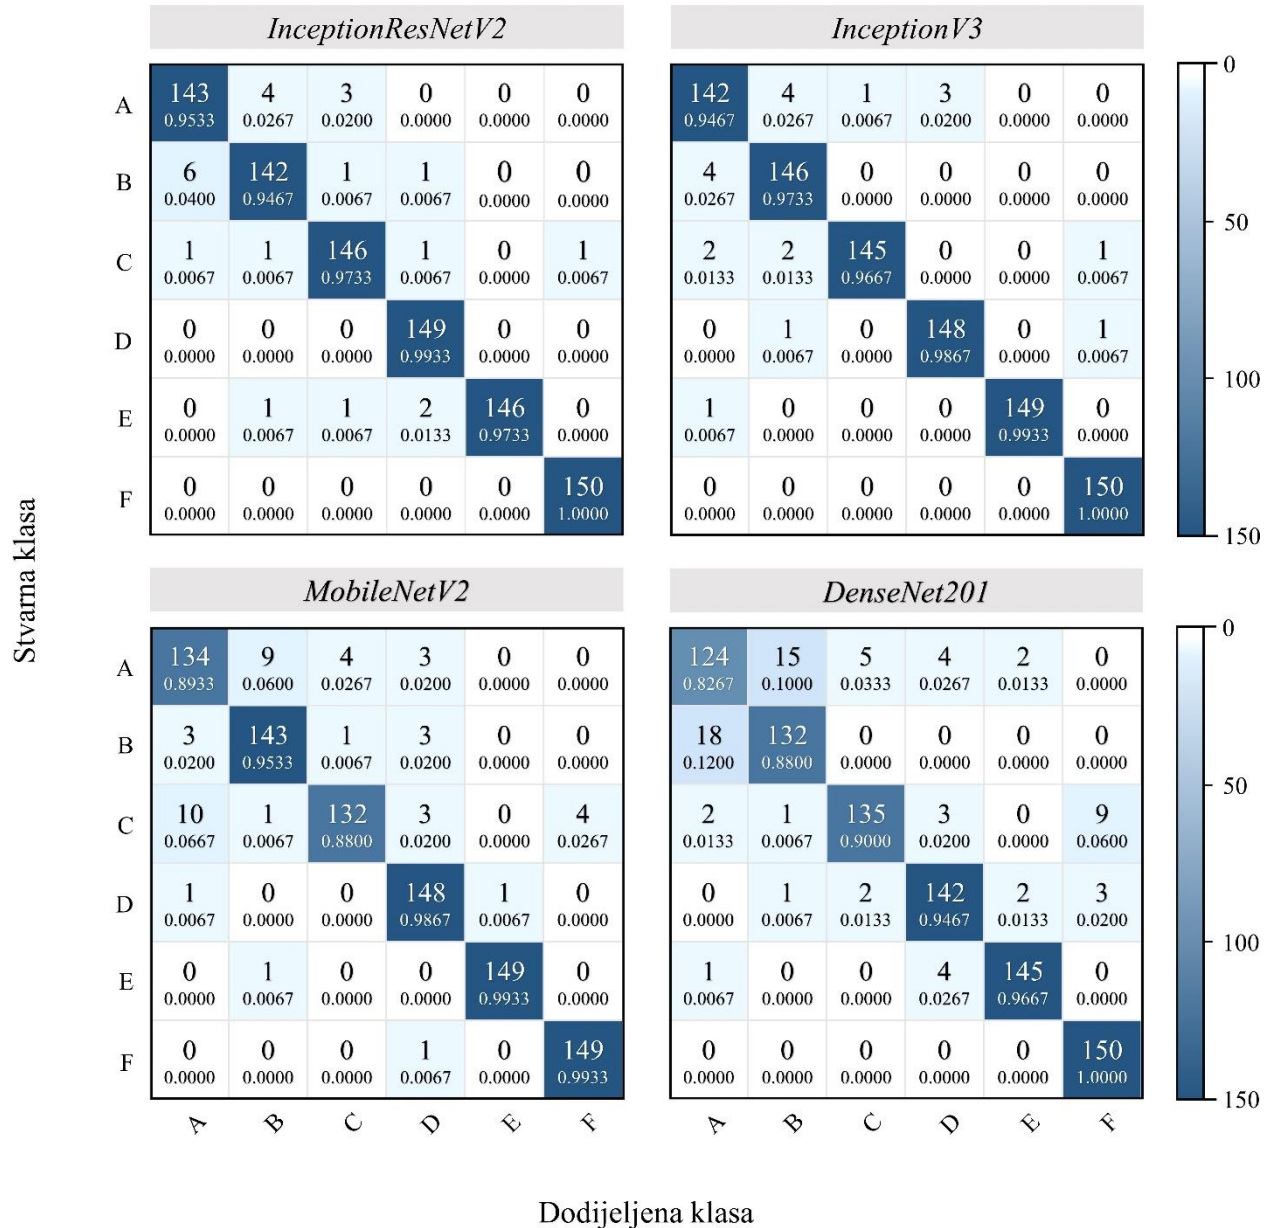 InceptionResNetV2
InceptionV3
A
143 4 3 0 0 0
0.9533 0.0267 0.0200 0.0000 0.0000 0.0000
B
6 142 1 1 0 0
0.0400 0.9467 0.0067 0.0067 0.0000 0.0000
C
1 1 146 1 0 1
0.0067 0.0067 0.9733 0.0067 0.0000 0.0067
D
0 0 0 149 0 0
0.0000 0.0000 0.0000 0.9933 0.0000 0.0000
E
0 1 1 2 146 0
0.0000 0.0067 0.0067 0.0133 0.9733 0.0000
F
0 0 0 0 0 150
0.0000 0.0000 0.0000 0.0000 0.0000 1.0000
142 4 1 3 0 0
0.9467 0.0267 0.0067 0.0200 0.0000 0.0000
4 146 0 0 0 0
0.0267 0.9733 0.0000 0.0000 0.0000 0.0000
2 2 145 0 0 1
0.0133 0.0133 0.9667 0.0000 0.0000 0.0067
0 1 0 148 0 1
0.0000 0.0067 0.0000 0.9867 0.0000 0.0067
1 0 0 0 149 0
0.0067 0.0000 0.0000 0.0000 0.9933 0.0000
0 0 0 0 0 150
0.0000 0.0000 0.0000 0.0000 0.0000 1.0000
0
50
100
150
Stvarna klasa
MobileNetV2
DenseNet201
A
134 9 4 3 0 0
0.8933 0.0600 0.0267 0.0200 0.0000 0.0000
B
3 143 1 3 0 0
0.0200 0.9533 0.0067 0.0200 0.0000 0.0000
C
10 1 132 3 0 4
0.0667 0.0067 0.8800 0.0200 0.0000 0.0267
D
1 0 0 148 1 0
0.0067 0.0000 0.0000 0.9867 0.0067 0.0000
E
0 1 0 0 149 0
0.0000 0.0067 0.0000 0.0000 0.9933 0.0000
F
0 0 0 1 0 149
0.0000 0.0000 0.0000 0.0067 0.0000 0.9933
A B C D E F
124 15 5 4 2 0
0.8267 0.1000 0.0333 0.0267 0.0133 0.0000
18 132 0 0 0 0
0.1200 0.8800 0.0000 0.0000 0.0000 0.0000
2 1 135 3 0 9
0.0133 0.0067 0.9000 0.0200 0.0000 0.0600
0 1 2 142 2 3
0.0000 0.0067 0.0133 0.9467 0.0133 0.0200
1 0 0 4 145 0
0.0067 0.0000 0.0000 0.0267 0.9667 0.0000
0 0 0 0 0 150
0.0000 0.0000 0.0000 0.0000 0.0000 1.0000
A B C D E F
0
50
100
150
Dodijeljena klasa